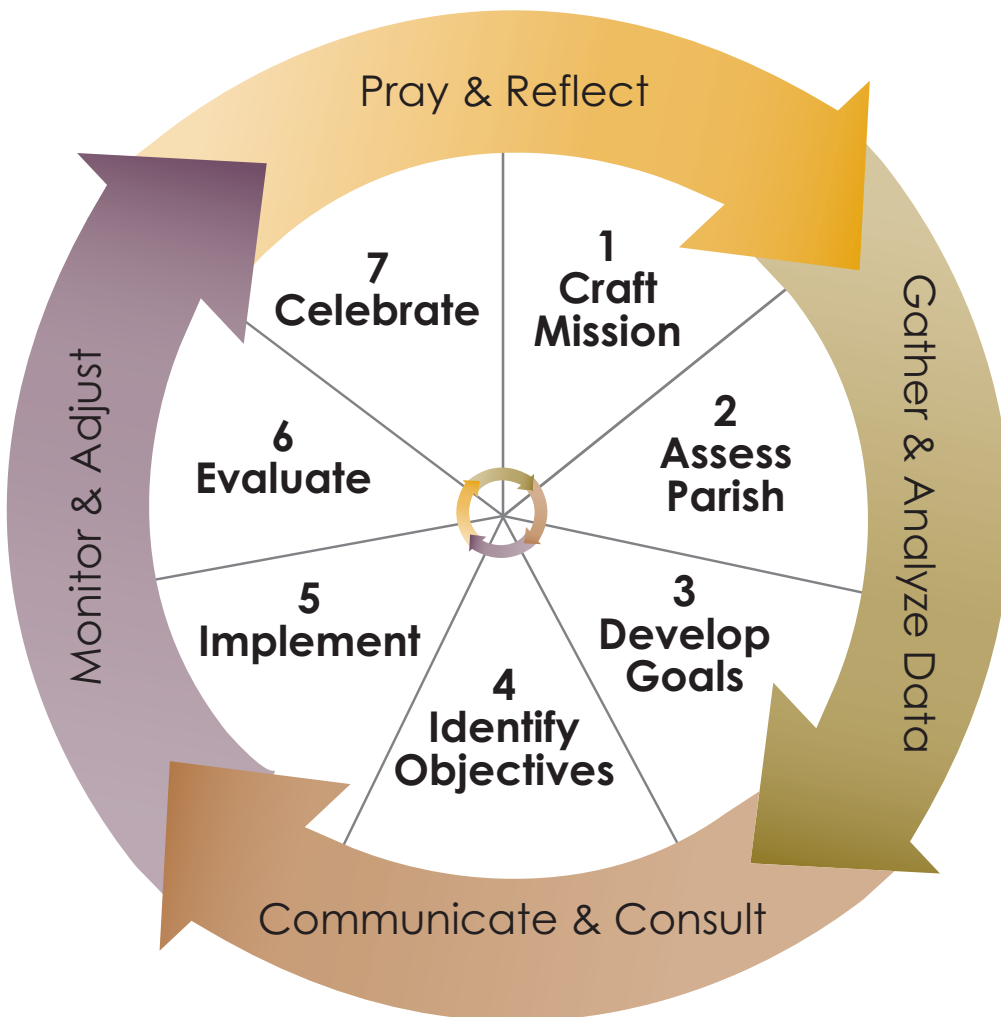 Pray & Reflect
Gather & Analyze Data
Communicate & Consult
Monitor & Adjust
1
Craft
Mission
2
Assess
Parish
3
Develop
Goals
4
Identify
Objectives
5
Implement
6
Evaluate
7
Celebrate